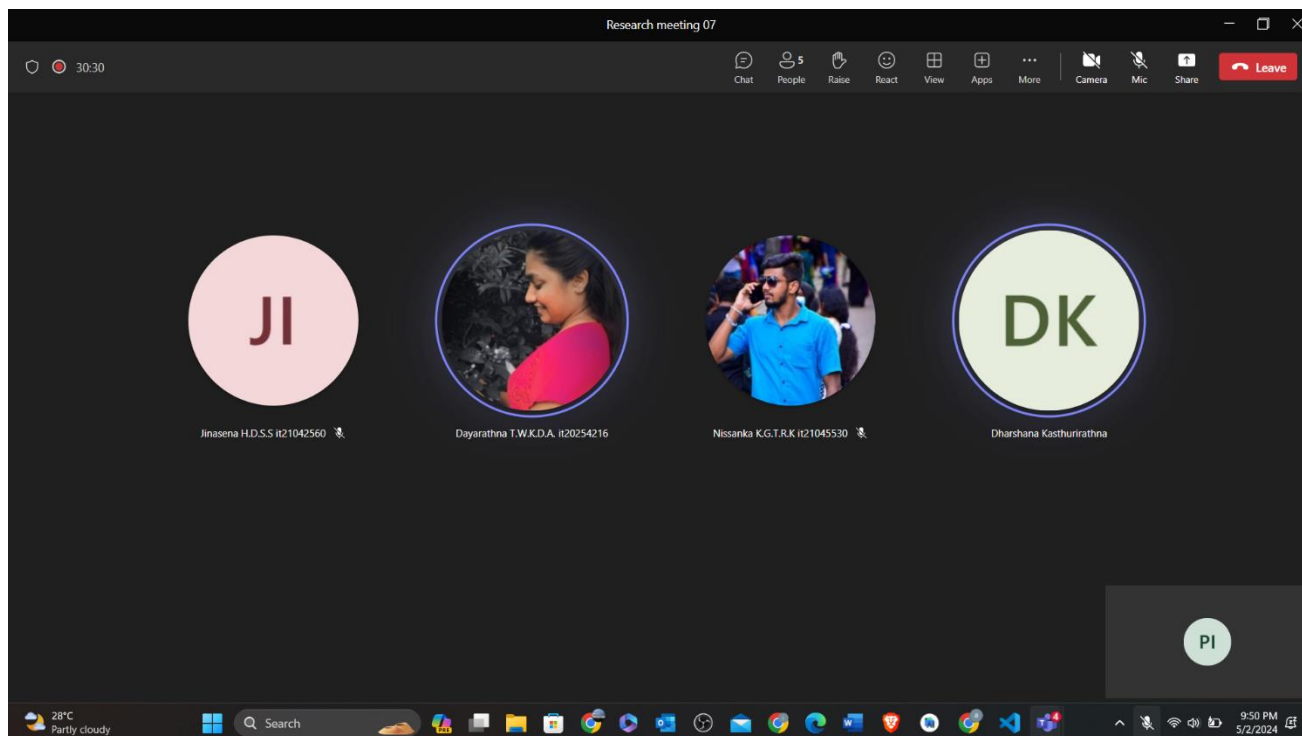 Research meeting 07
30:30
5
Chat People Raise React View Apps More Camera Mic Share Leave
JI
DK
Jinasena H.D.S.S it21042560
Dayarathna T.W.K.D.A. it20254216
Nissanka K.G.T.R.K it21045530
Dharshana Kasthurirathna
PI
28°C
Partly cloudy
Search
PRE
4
9:50 PM
5/2/2024